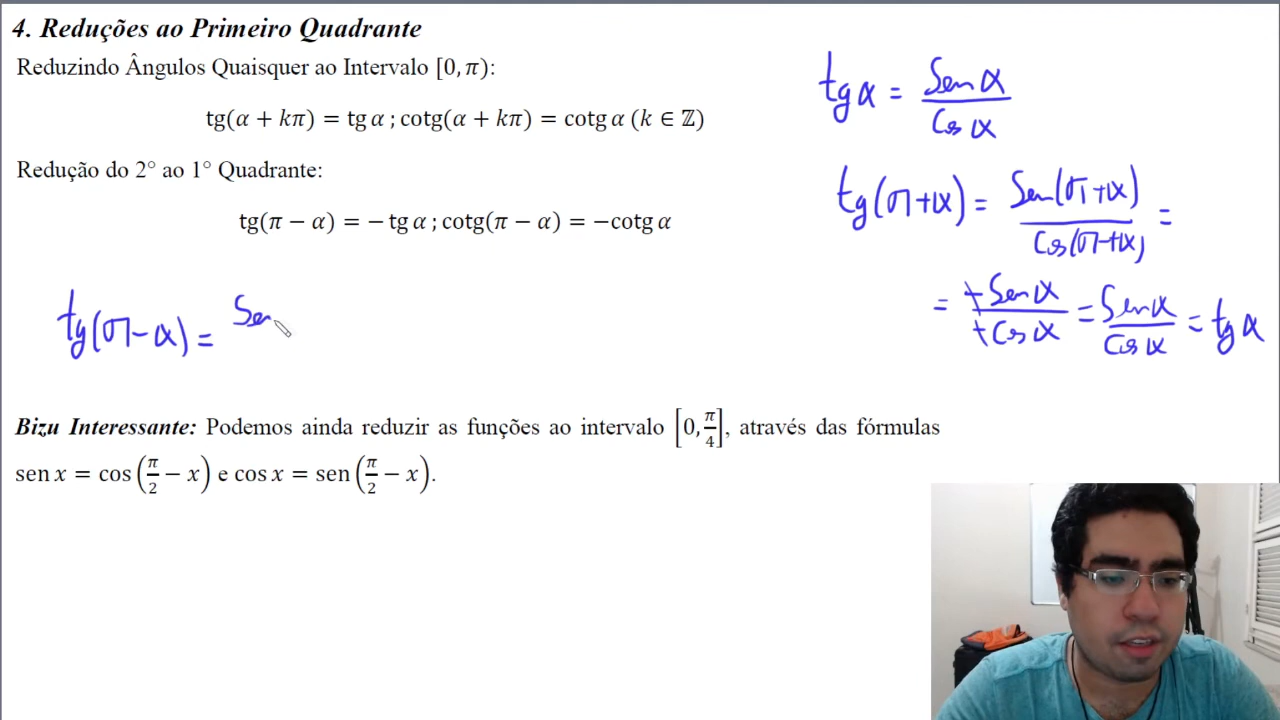 4. Reduções ao Primeiro Quadrante
Reduzindo Ângulos Quaisquer ao Intervalo [0, π):
tg(α + kπ) = tg α ; cotg(α + kπ) = cotg α (k ∈ ℤ)
Redução do 2° ao 1° Quadrante:
tg(π − α) = − tg α ; cotg(π − α) = −cotg α
tg(π − α) = Sen
tg α = Sen α / Cos α
tg(π + α) = Sen(π + α) / Cos(π + α) =
= + Sen α / + Cos α = Sen α / Cos α = tg α
Bizu Interessante: Podemos ainda reduzir as funções ao intervalo [0, π/4], através das fórmulas
sen x = cos (π/2 − x) e cos x = sen (π/2 − x).